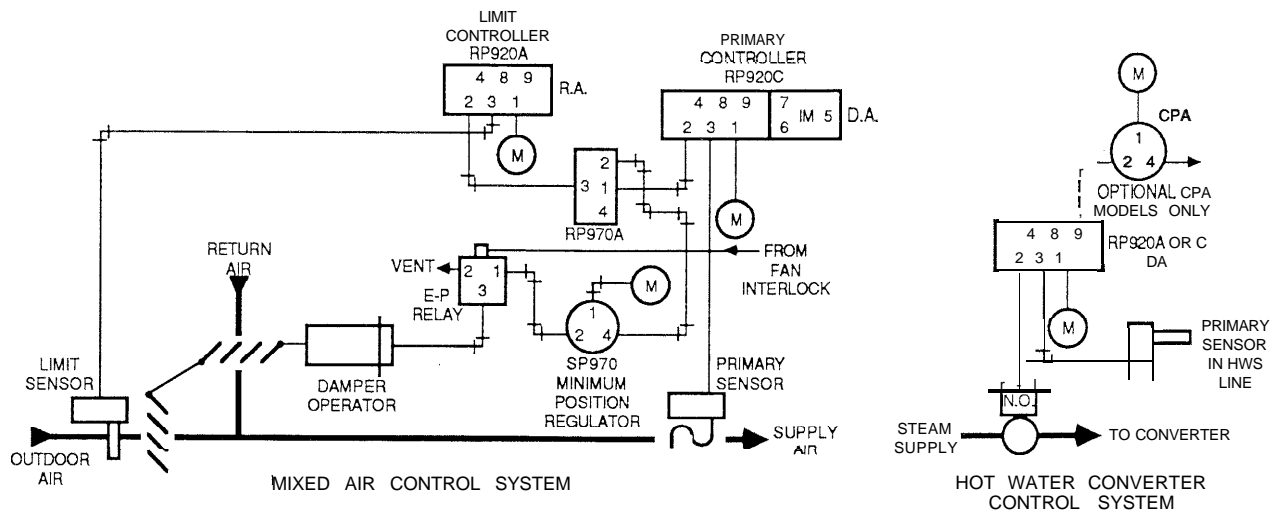 LIMIT
CONTROLLER
RP920A
4 8 9
2 3 1
R.A.
M
PRIMARY
CONTROLLER
RP920C
4 8 9
2 3 1
7
6
IM 5
D.A.
M
2
3 1
4
RP970A
FROM
FAN
INTERLOCK
RETURN
AIR
VENT
2 1
3
E-P
RELAY
M
1
2 4
SP970
MINIMUM
POSITION
REGULATOR
DAMPER
OPERATOR
LIMIT
SENSOR
PRIMARY
SENSOR
OUTDOOR
AIR
SUPPLY
AIR
MIXED AIR CONTROL SYSTEM
M
CPA
1
2 4
OPTIONAL CPA
MODELS ONLY
4 8 9
2 3 1
RP920A OR C
DA
M
PRIMARY
SENSOR
IN HWS
LINE
N.O.
STEAM
SUPPLY
TO CONVERTER
HOT WATER CONVERTER
CONTROL SYSTEM